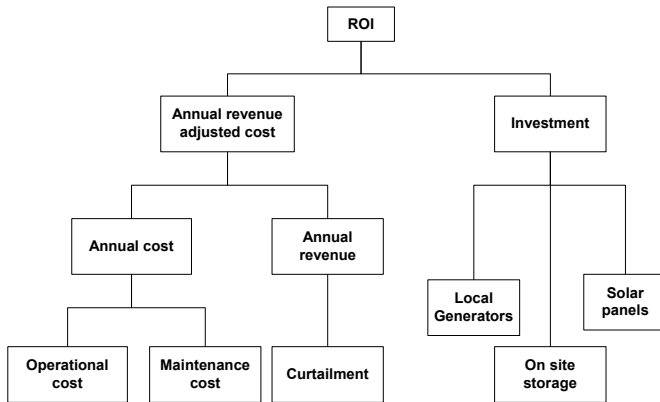 ROI
Annual revenue
adjusted cost
Investment
Annual cost
Annual
revenue
Local
Generators
Solar
panels
Operational
cost
Maintenance
cost
Curtailment
On site
storage